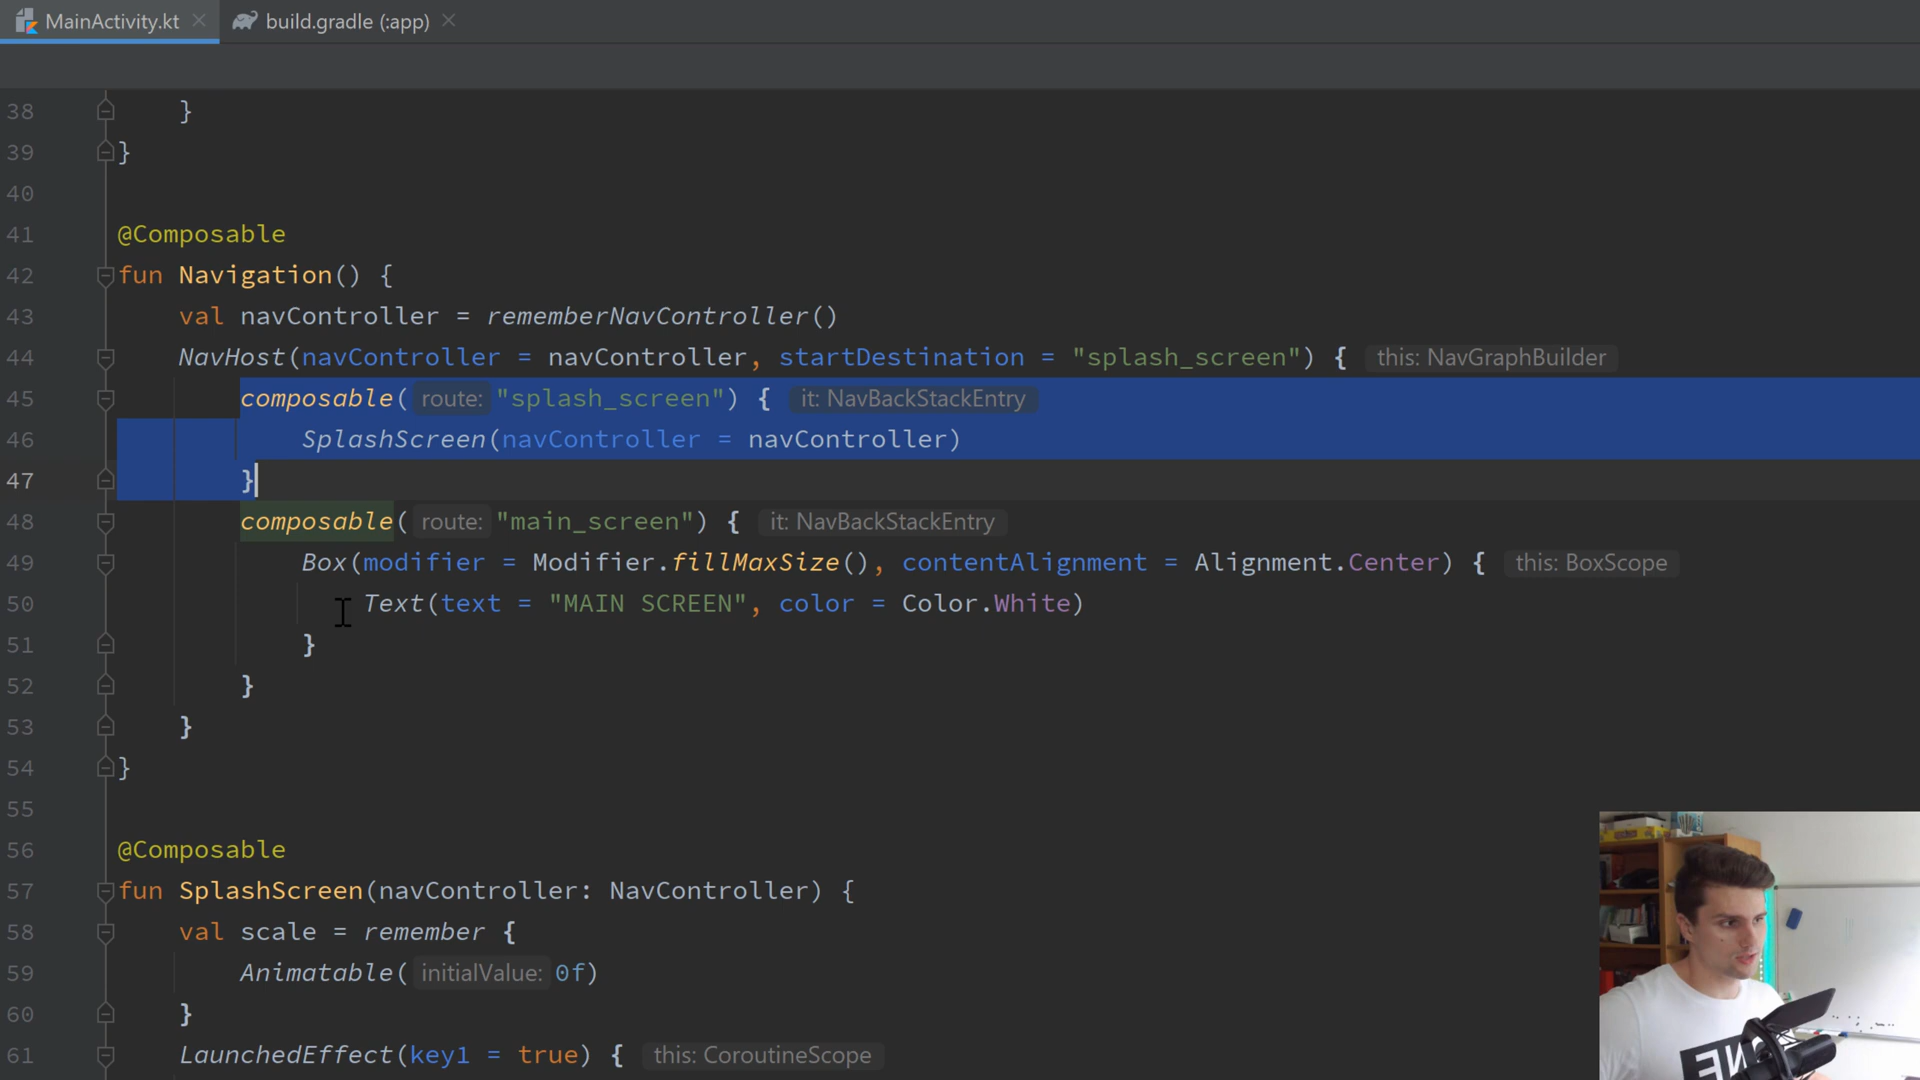 MainActivity.kt
build.gradle (:app)
38 }
39 }
40
41 @Composable
42 fun Navigation() {
43 val navController = rememberNavController()
44 NavHost(navController = navController, startDestination = "splash_screen") { this: NavGraphBuilder
45 composable( route: "splash_screen") { it: NavBackStackEntry
46 SplashScreen(navController = navController)
47 }
48 composable( route: "main_screen") { it: NavBackStackEntry
49 Box(modifier = Modifier.fillMaxSize(), contentAlignment = Alignment.Center) { this: BoxScope
50 Text(text = "MAIN SCREEN", color = Color.White)
51 }
52 }
53 }
54 }
55
56 @Composable
57 fun SplashScreen(navController: NavController) {
58 val scale = remember {
59 Animatable( initialValue: 0f)
60 }
61 LaunchedEffect(key1 = true) { this: CoroutineScope